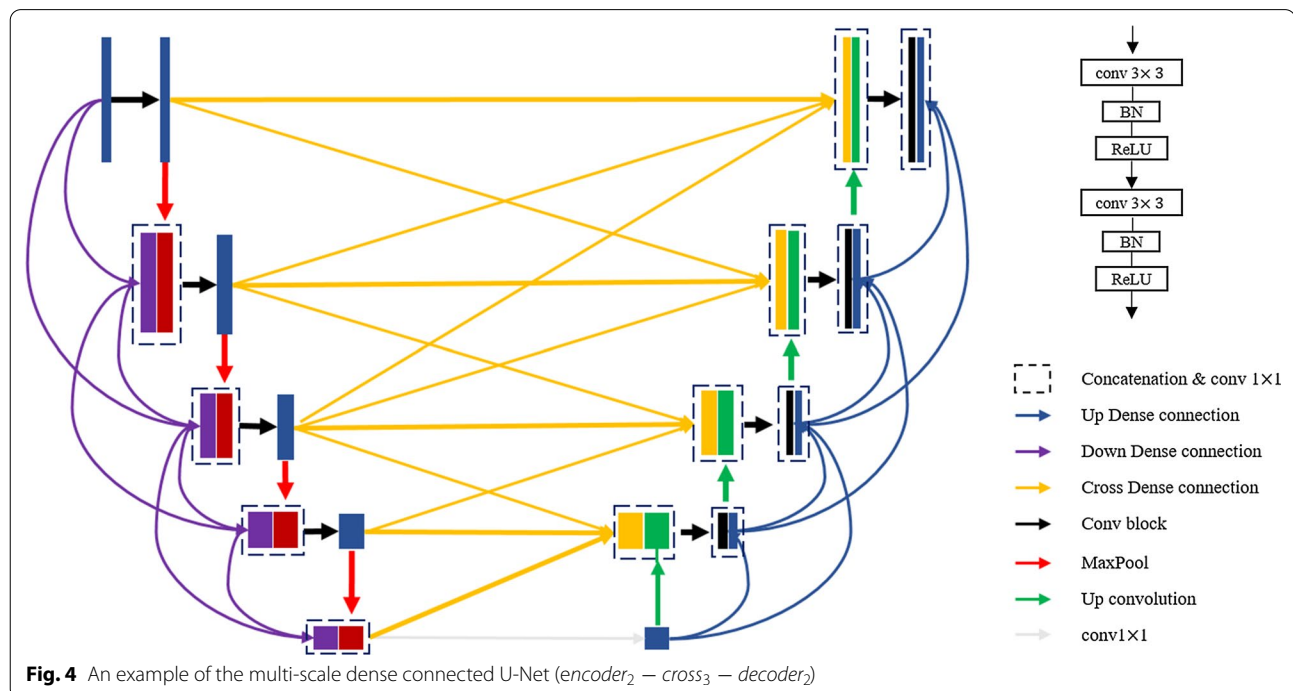 conv 3× 3
BN
ReLU
conv 3× 3
BN
ReLU
Concatenation & conv 1×1
Up Dense connection
Down Dense connection
Cross Dense connection
Conv block
MaxPool
Up convolution
conv1×1
Fig. 4 An example of the multi-scale dense connected U-Net (encoder₂ − cross₃ − decoder₂)